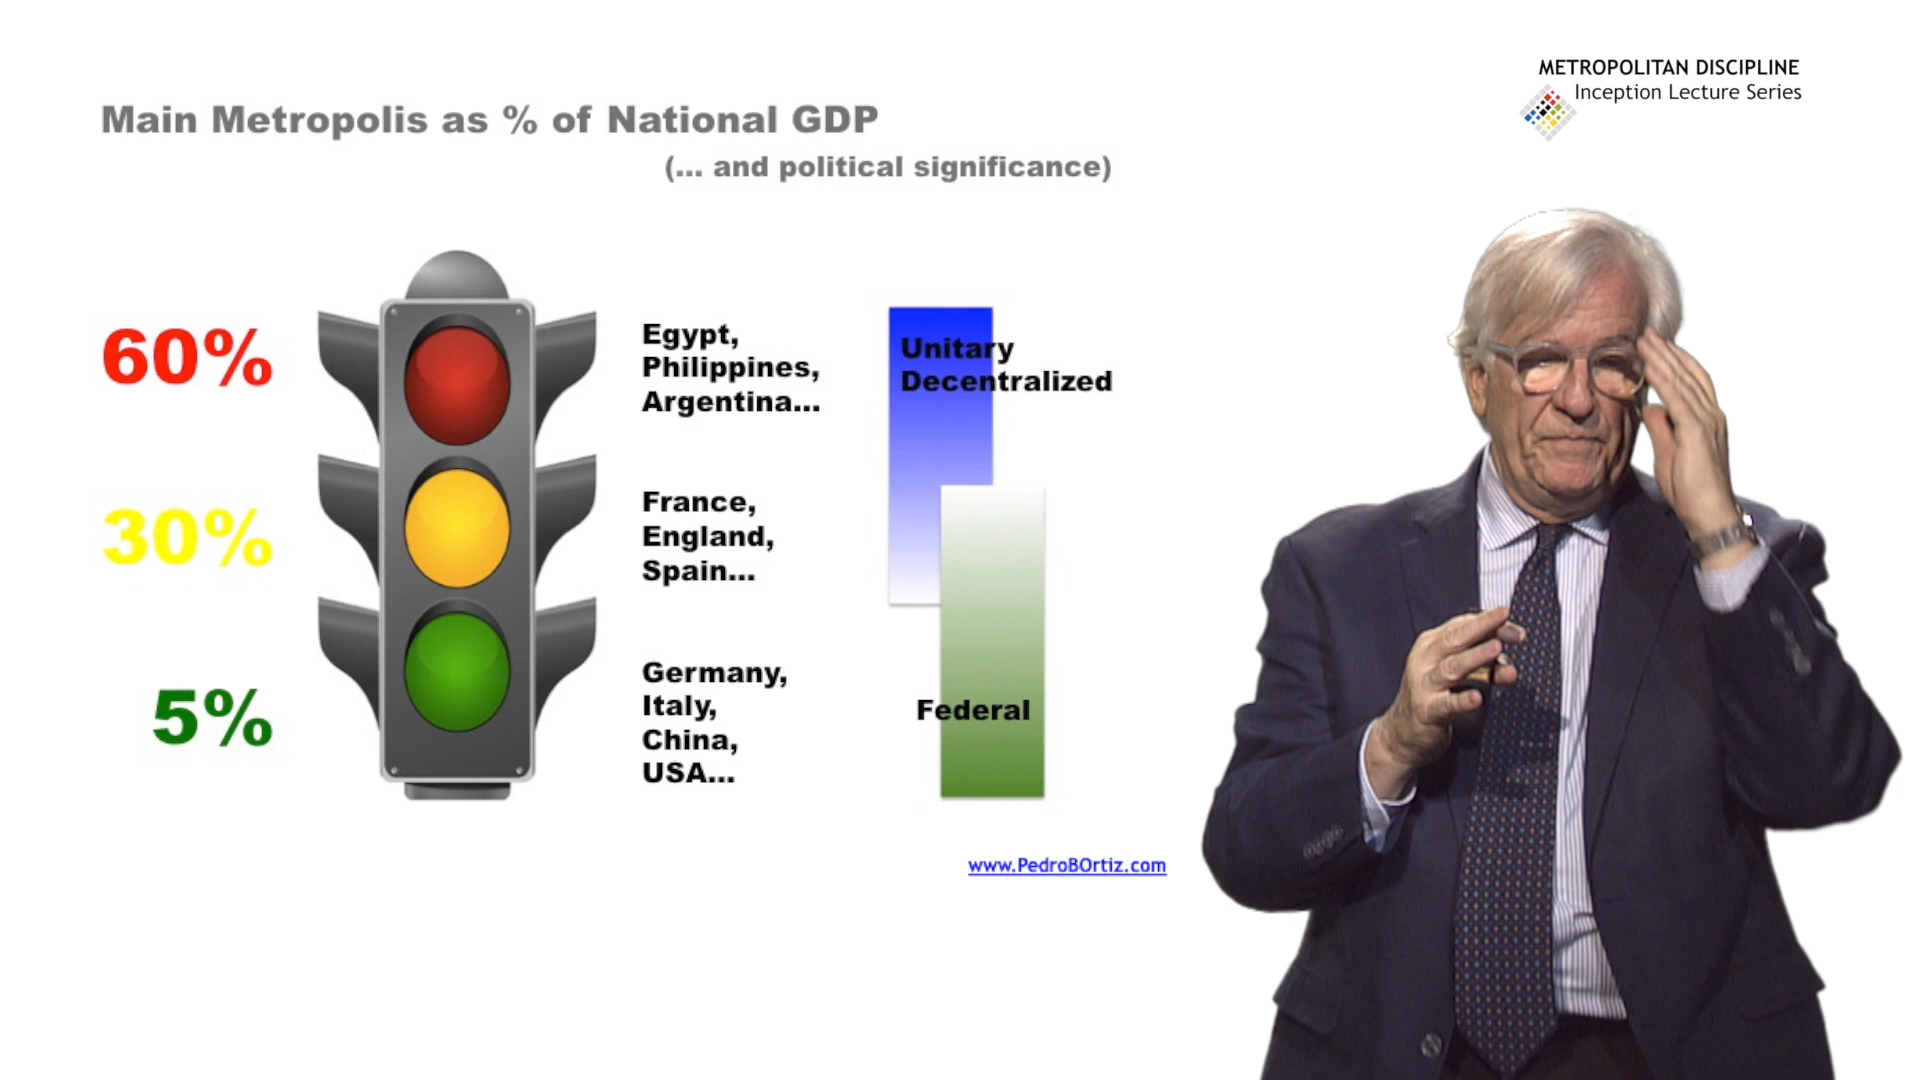 METROPOLITAN DISCIPLINE
Inception Lecture Series
Main Metropolis as % of National GDP
(... and political significance)
60%
Egypt,
Philippines,
Argentina...
Unitary
Decentralized
30%
France,
England,
Spain...
5%
Germany,
Italy,
China,
USA...
Federal
www.PedroBOrtiz.com